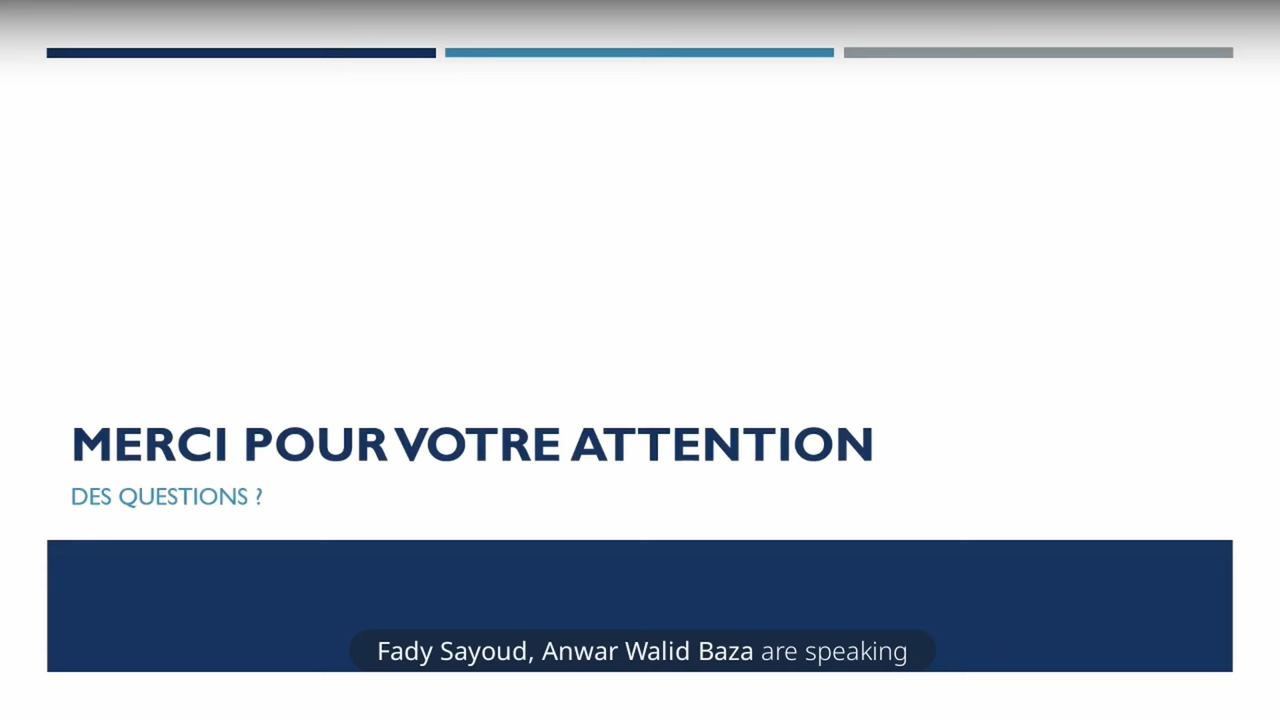 MERCI POUR VOTRE ATTENTION
DES QUESTIONS ?
Fady Sayoud, Anwar Walid Baza are speaking